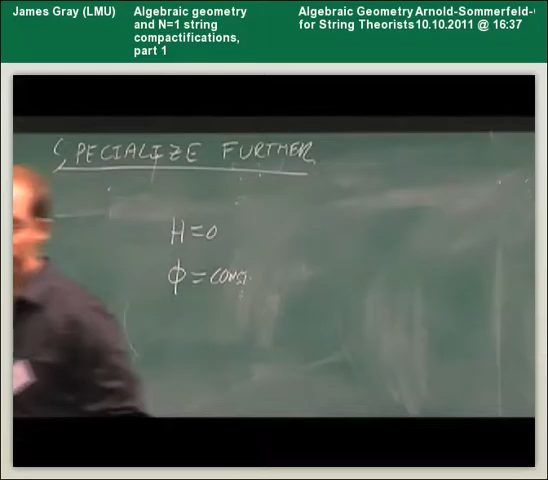 James Gray (LMU)
Algebraic geometry
and N=1 string
compactifications,
part 1
Algebraic Geometry
for String Theorists
Arnold-Sommerfeld-
10.10.2011 @ 16:37
SPECIALIZE FURTHER
H=0
ϕ=CONST.